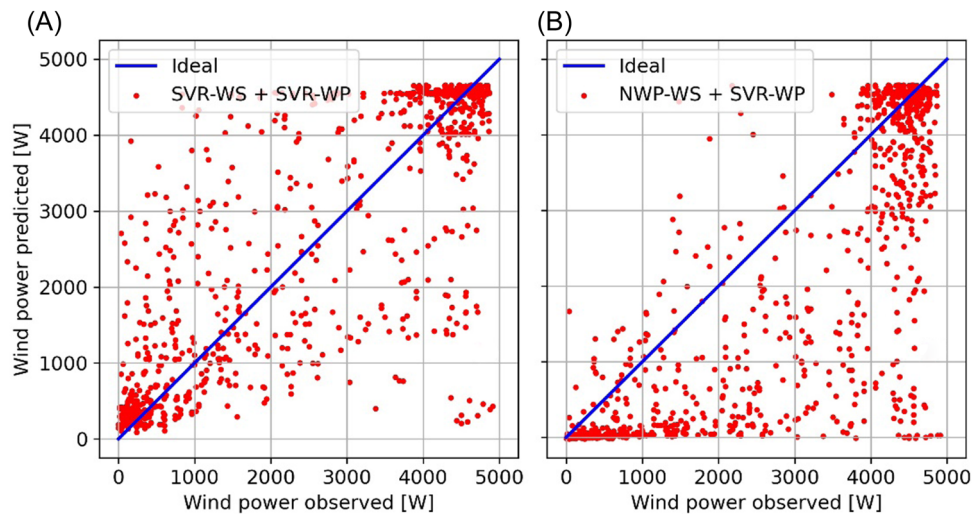 (A)
5000
4000
3000
2000
1000
0
Wind power predicted [W]
Ideal
SVR-WS + SVR-WP
0 1000 2000 3000 4000 5000
Wind power observed [W]
(B)
Ideal
NWP-WS + SVR-WP
0 1000 2000 3000 4000 5000
Wind power observed [W]